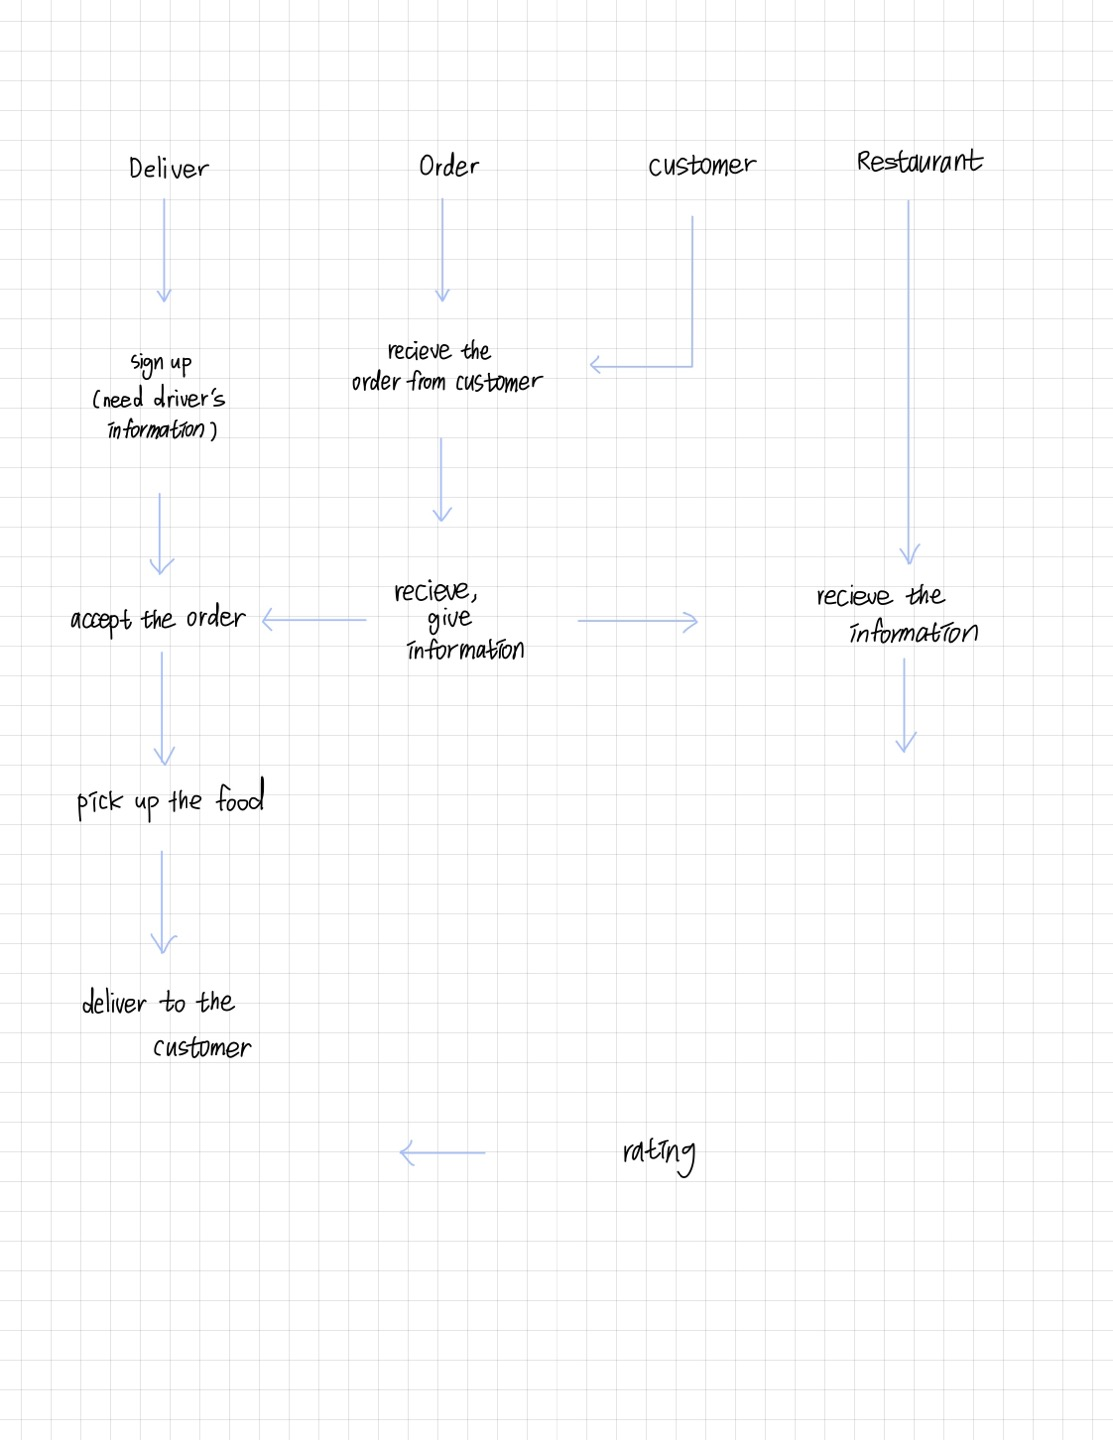 Deliver
Order
customer
Restaurant
sign up
(need driver's
information)
recieve the
order from customer
accept the order
recieve,
give
information
recieve the
information
pick up the food
deliver to the
customer
rating